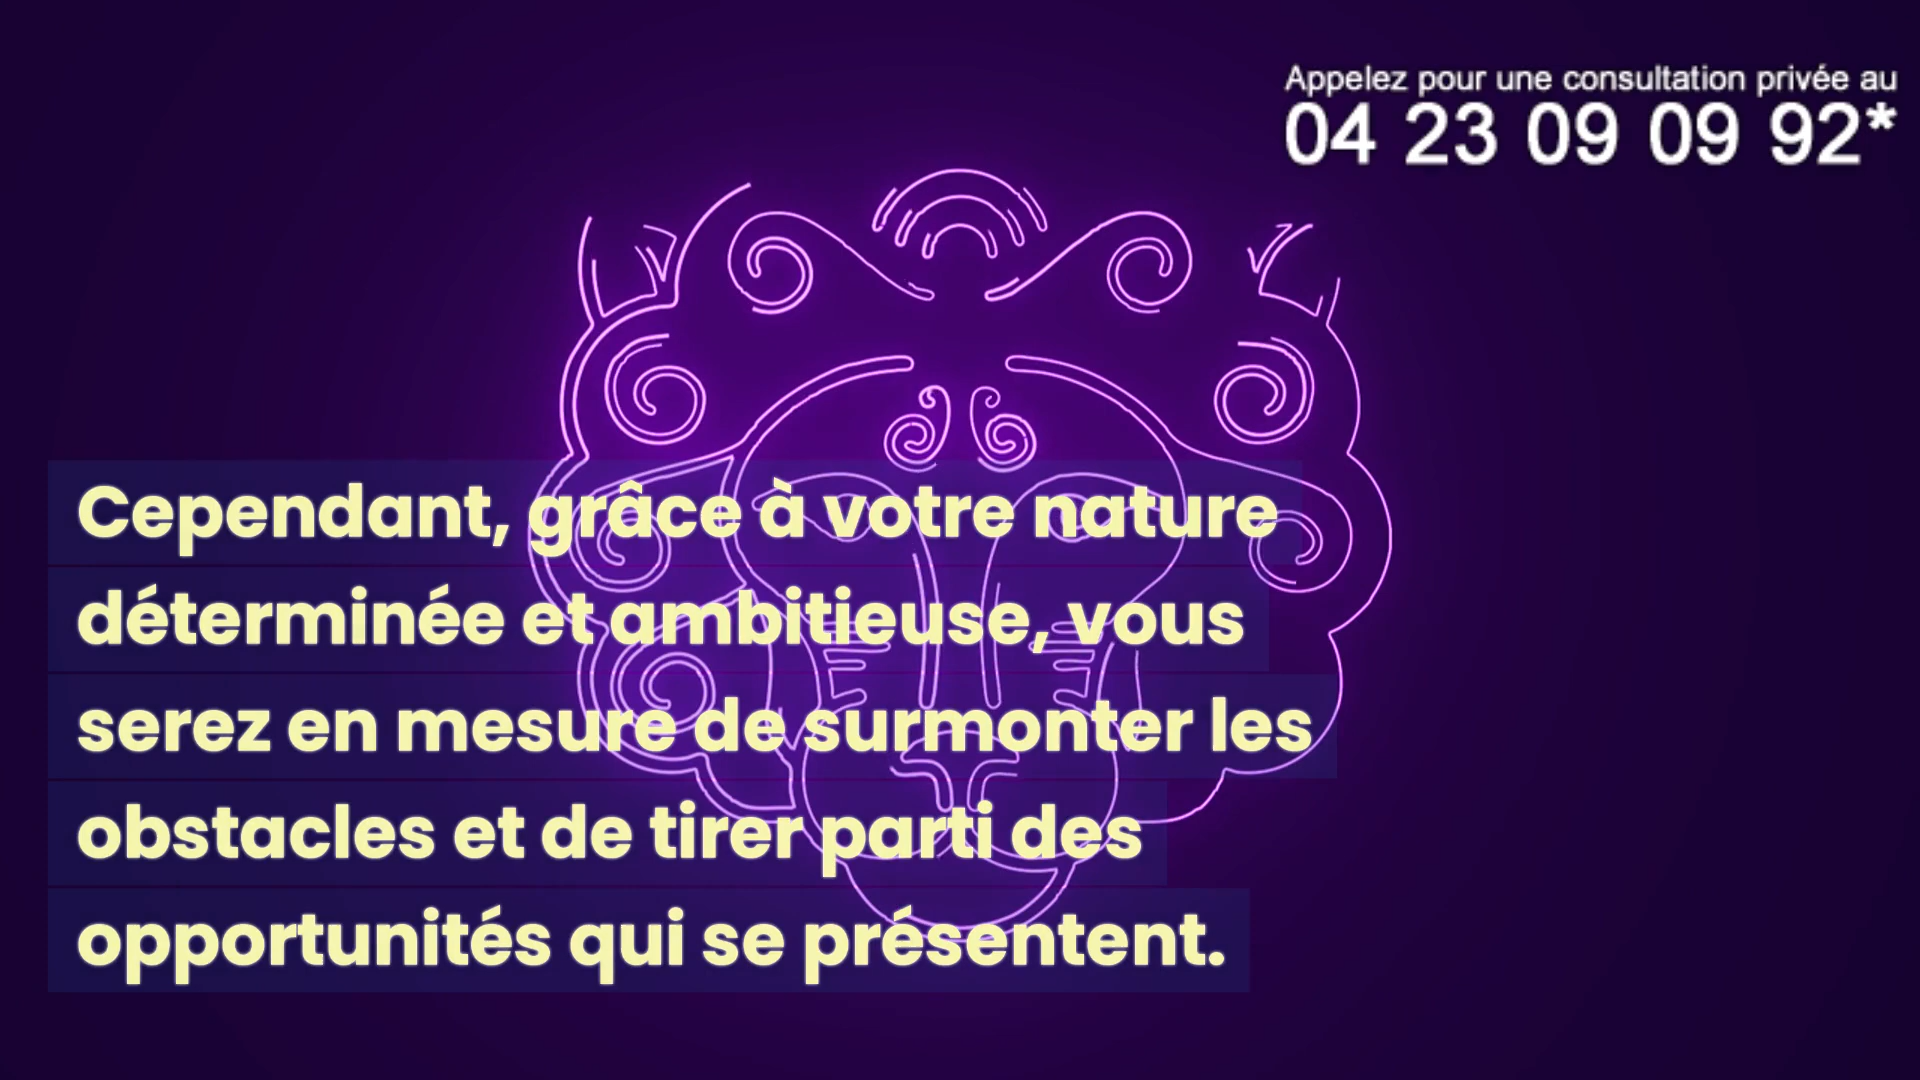 Appelez pour une consultation privée au
04 23 09 09 92*
Cependant, grâce à votre nature
déterminée et ambitieuse, vous
serez en mesure de surmonter les
obstacles et de tirer parti des
opportunités qui se présentent.